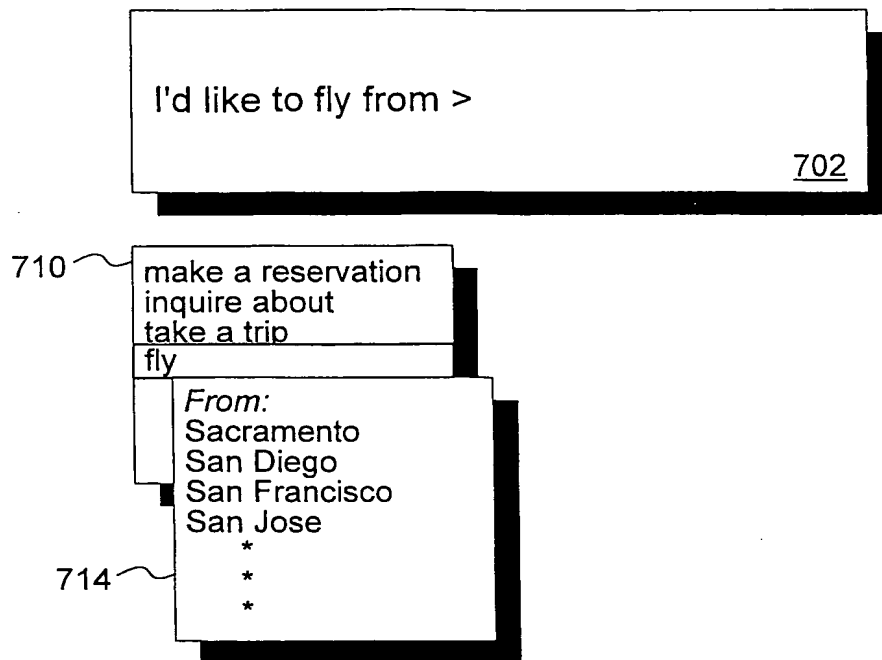 I'd like to fly from >
702
710
make a reservation
inquire about
take a trip
fly
From:
Sacramento
San Diego
San Francisco
San Jose
*
714
*
*